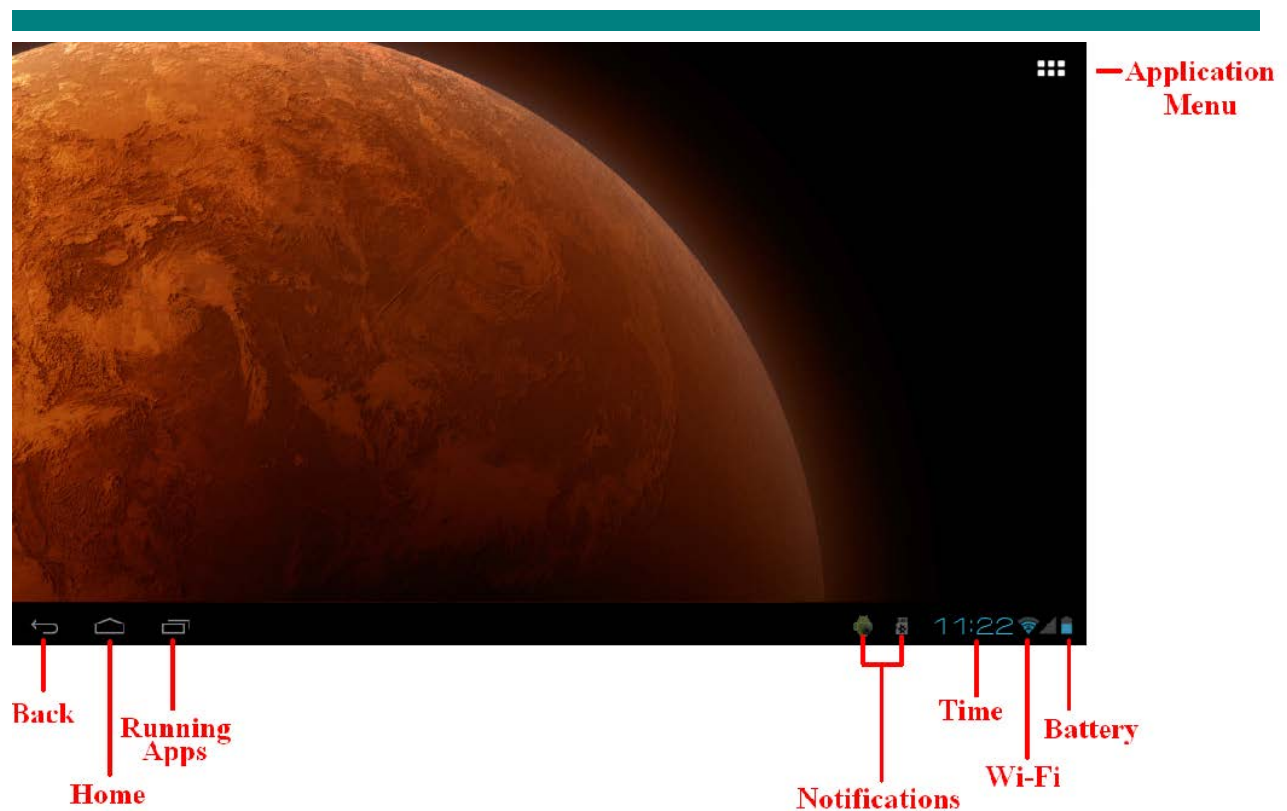 Application
Menu
11:22
Back
Running
Apps
Home
Time
Battery
Wi-Fi
Notifications